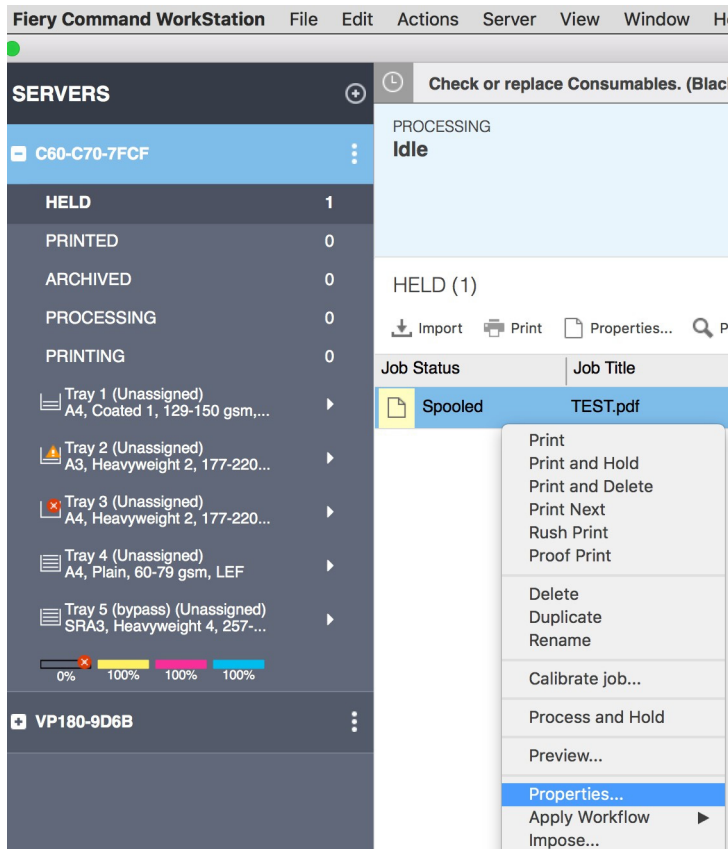 Fiery Command WorkStation File Edit Actions Server View Window
SERVERS
Check or replace Consumables. (Blac
C60-C70-7FCF
PROCESSING
Idle
HELD 1
PRINTED 0
ARCHIVED 0
PROCESSING 0
PRINTING 0
Tray 1 (Unassigned)
A4, Coated 1, 129-150 gsm,...
Tray 2 (Unassigned)
A3, Heavyweight 2, 177-220...
Tray 3 (Unassigned)
A4, Heavyweight 2, 177-220...
Tray 4 (Unassigned)
A4, Plain, 60-79 gsm, LEF
Tray 5 (bypass) (Unassigned)
SRA3, Heavyweight 4, 257-...
0% 100% 100% 100%
VP180-9D6B
HELD (1)
Import Print Properties... P
Job Status Job Title
Spooled TEST.pdf
Print
Print and Hold
Print and Delete
Print Next
Rush Print
Proof Print
Delete
Duplicate
Rename
Calibrate job...
Process and Hold
Preview...
Properties...
Apply Workflow
Impose...